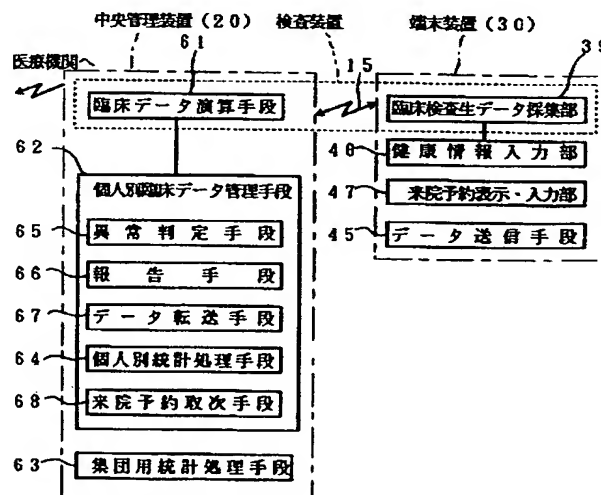 中央管理装置(20)
検査装置
端末装置(30)
61
39
医療機関へ
15
臨床データ演算手段
臨床検査生データ採集部
62
46
健康情報入力部
個人別臨床データ管理手段
47
来院予約表示・入力部
65
異常判定手段
45
データ送信手段
66
報告手段
67
データ転送手段
64
個人別統計処理手段
68
来院予約取次手段
63
集団用統計処理手段